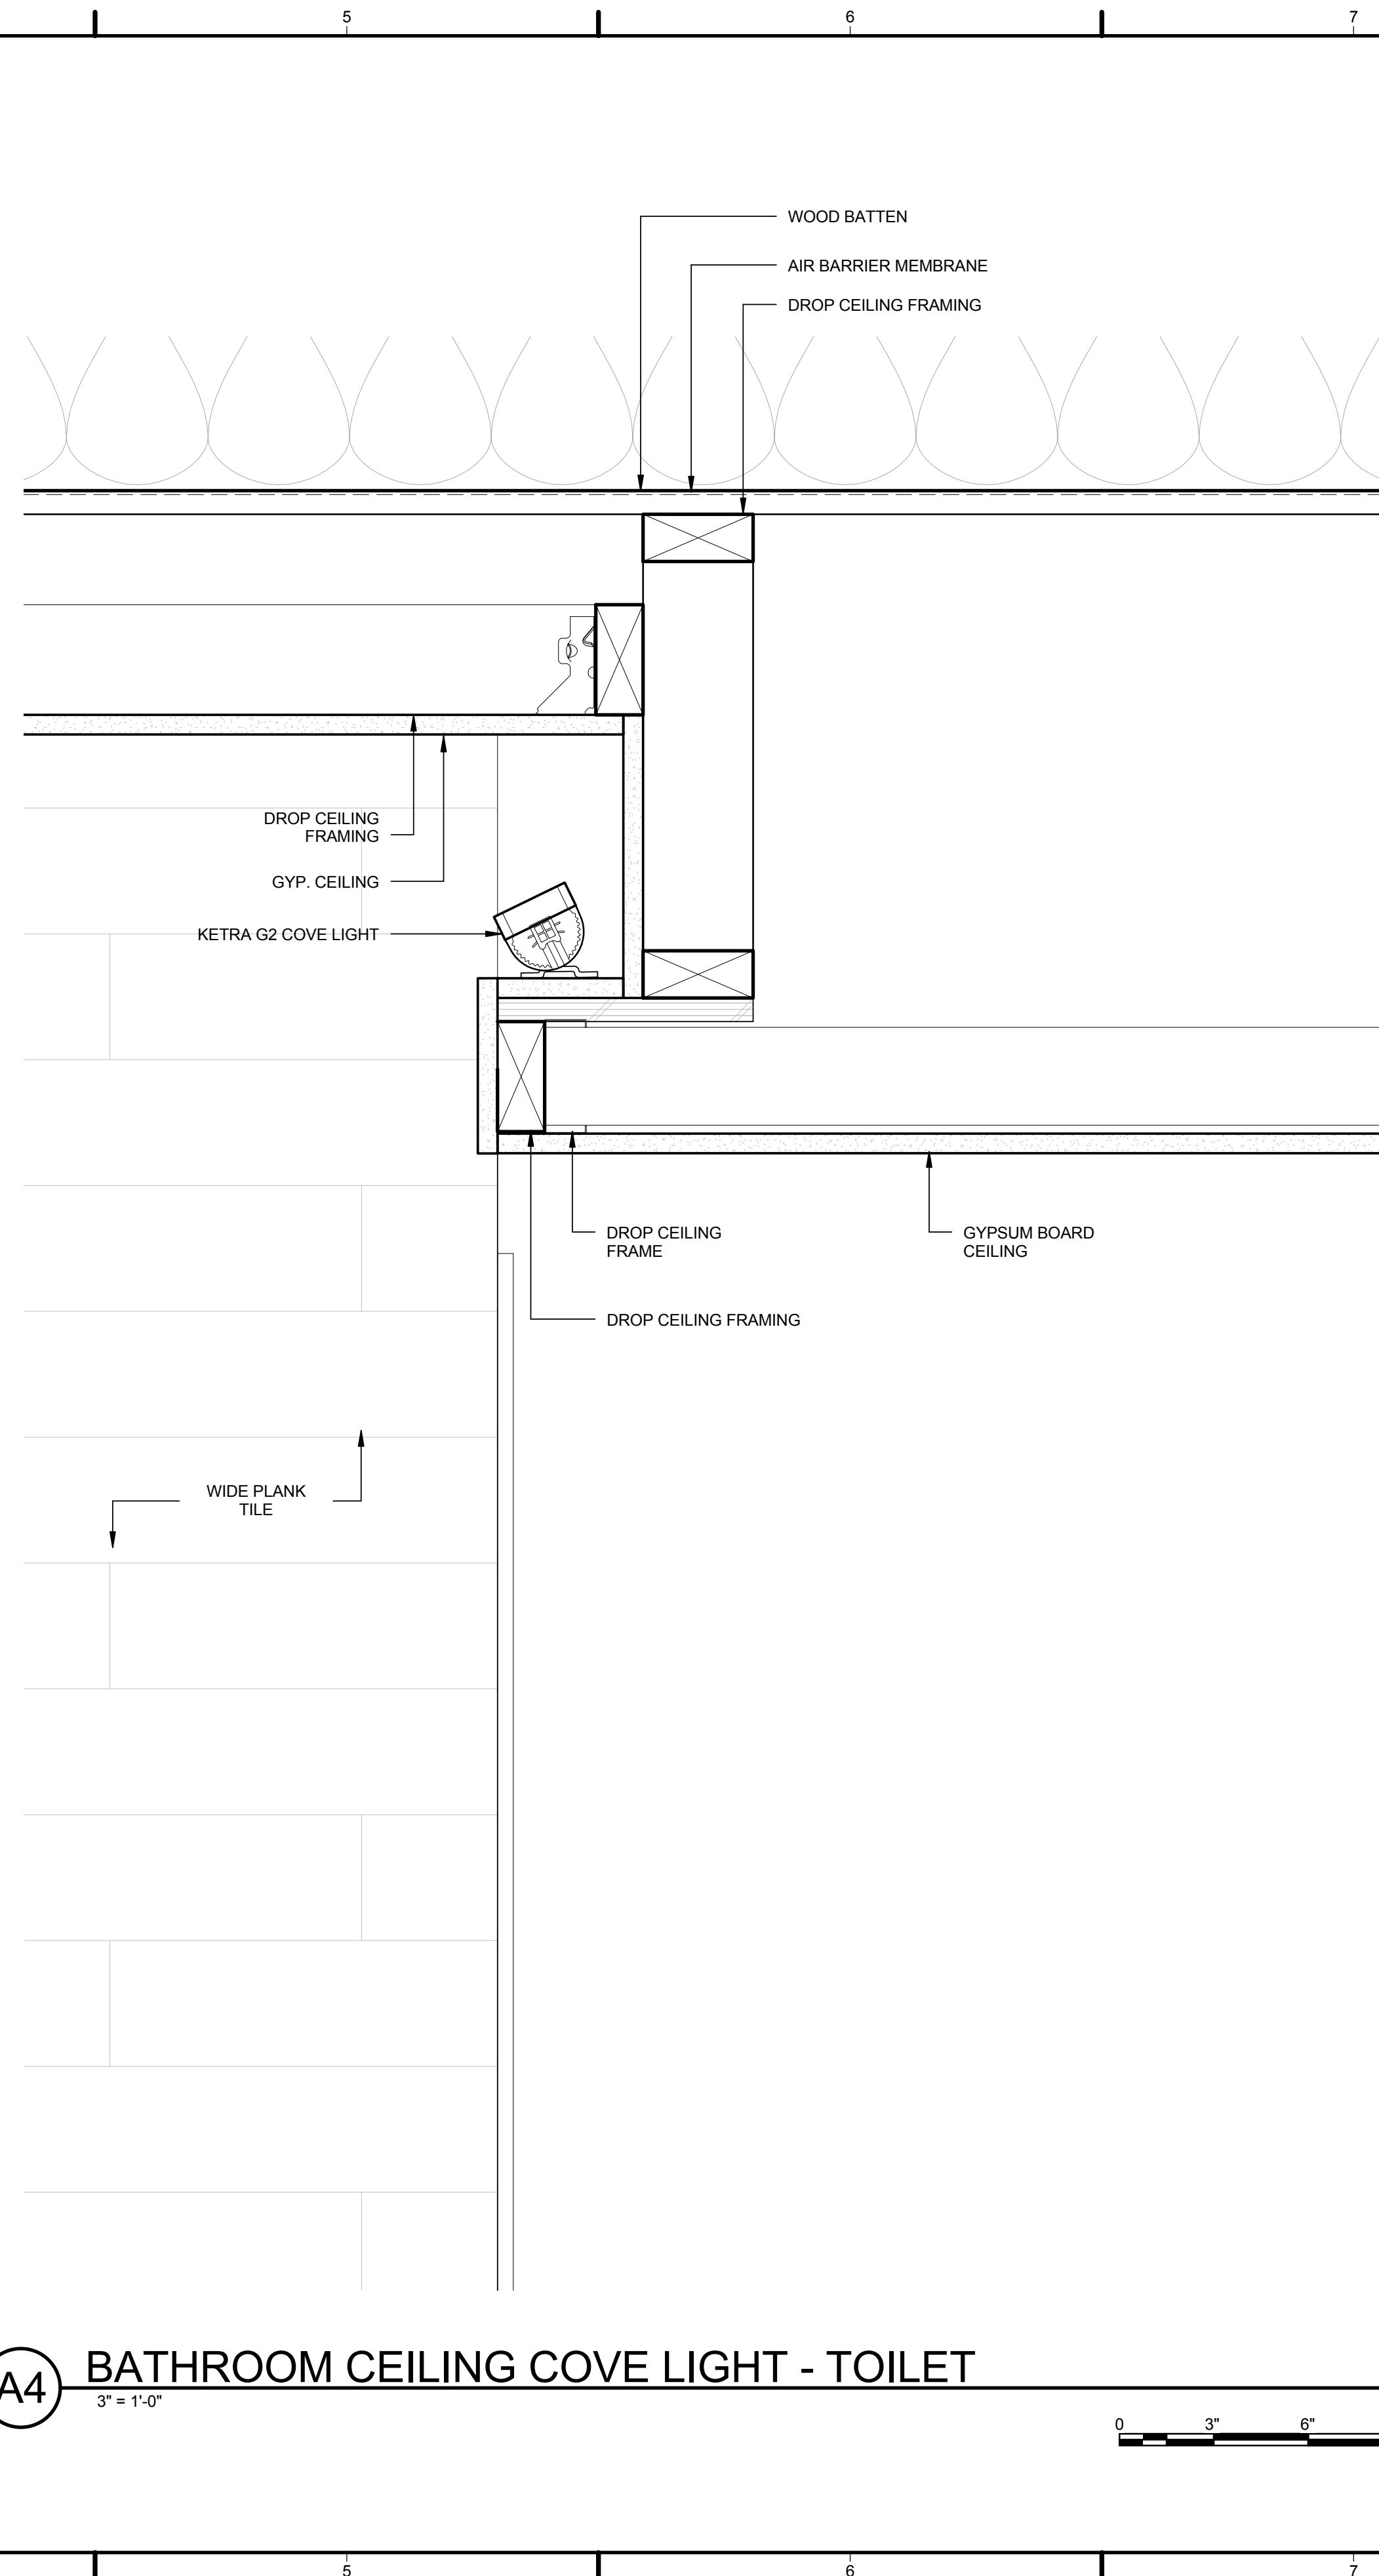 5
6
7
WOOD BATTEN
AIR BARRIER MEMBRANE
DROP CEILING FRAMING
DROP CEILING
FRAMING
GYP. CEILING
KETRA G2 COVE LIGHT
DROP CEILING
FRAME
GYPSUM BOARD
CEILING
DROP CEILING FRAMING
WIDE PLANK
TILE
A4
BATHROOM CEILING COVE LIGHT - TOILET
3" = 1'-0"
0 3" 6"
5
6
7